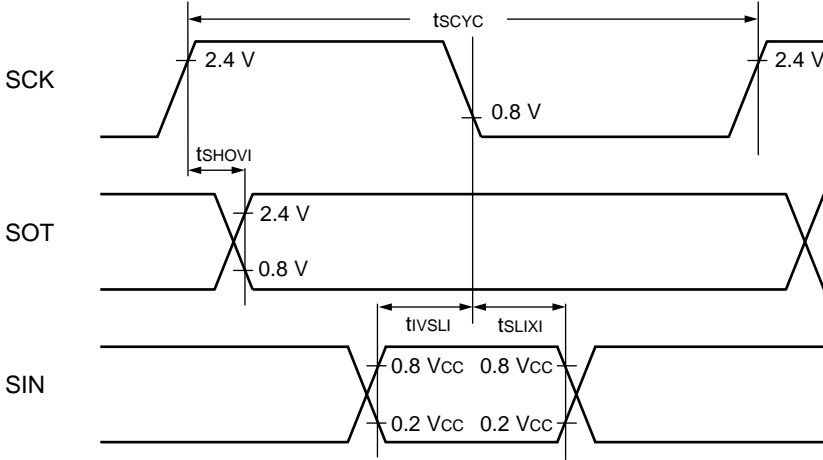 tSCYC
SCK
2.4 V
2.4 V
0.8 V
tSHOVI
SOT
2.4 V
0.8 V
tIVSLI
tSLIXI
SIN
0.8 VCC
0.8 VCC
0.2 VCC
0.2 VCC